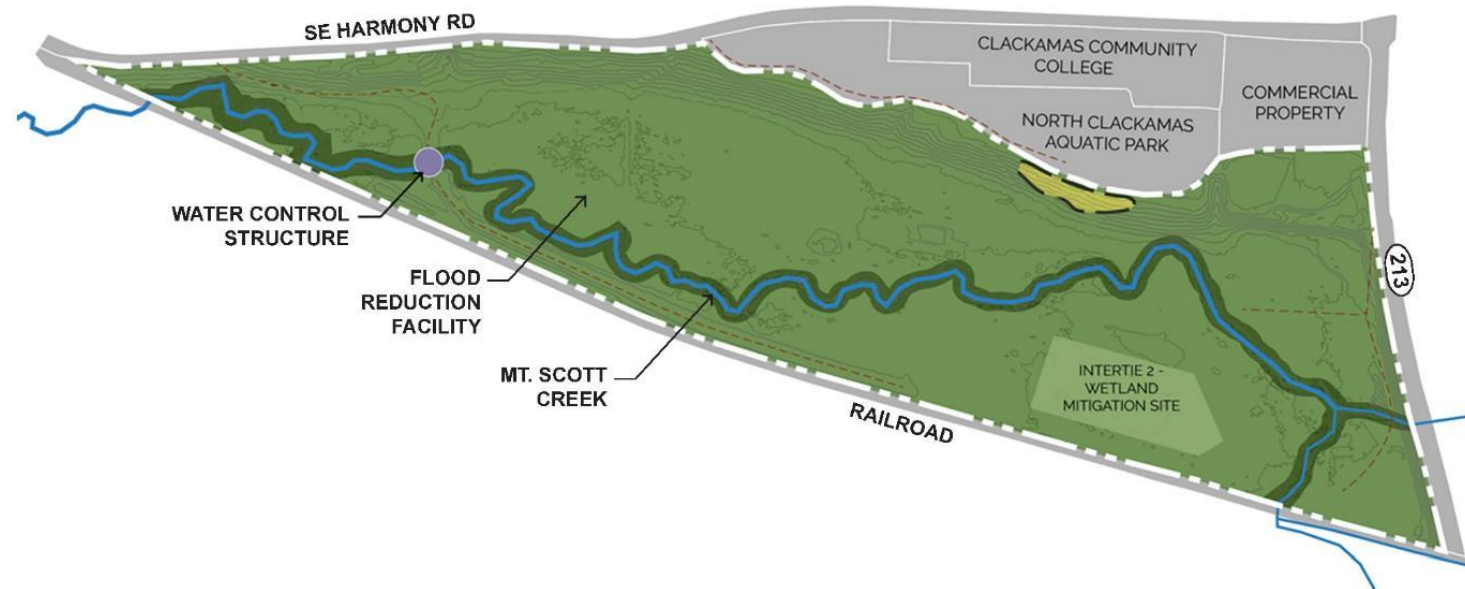 SE HARMONY RD
CLACKAMAS COMMUNITY
COLLEGE
COMMERCIAL
PROPERTY
NORTH CLACKAMAS
AQUATIC PARK
WATER CONTROL
STRUCTURE
FLOOD
REDUCTION
FACILITY
213
MT. SCOTT
CREEK
INTERTIE 2 -
WETLAND
MITIGATION SITE
RAILROAD